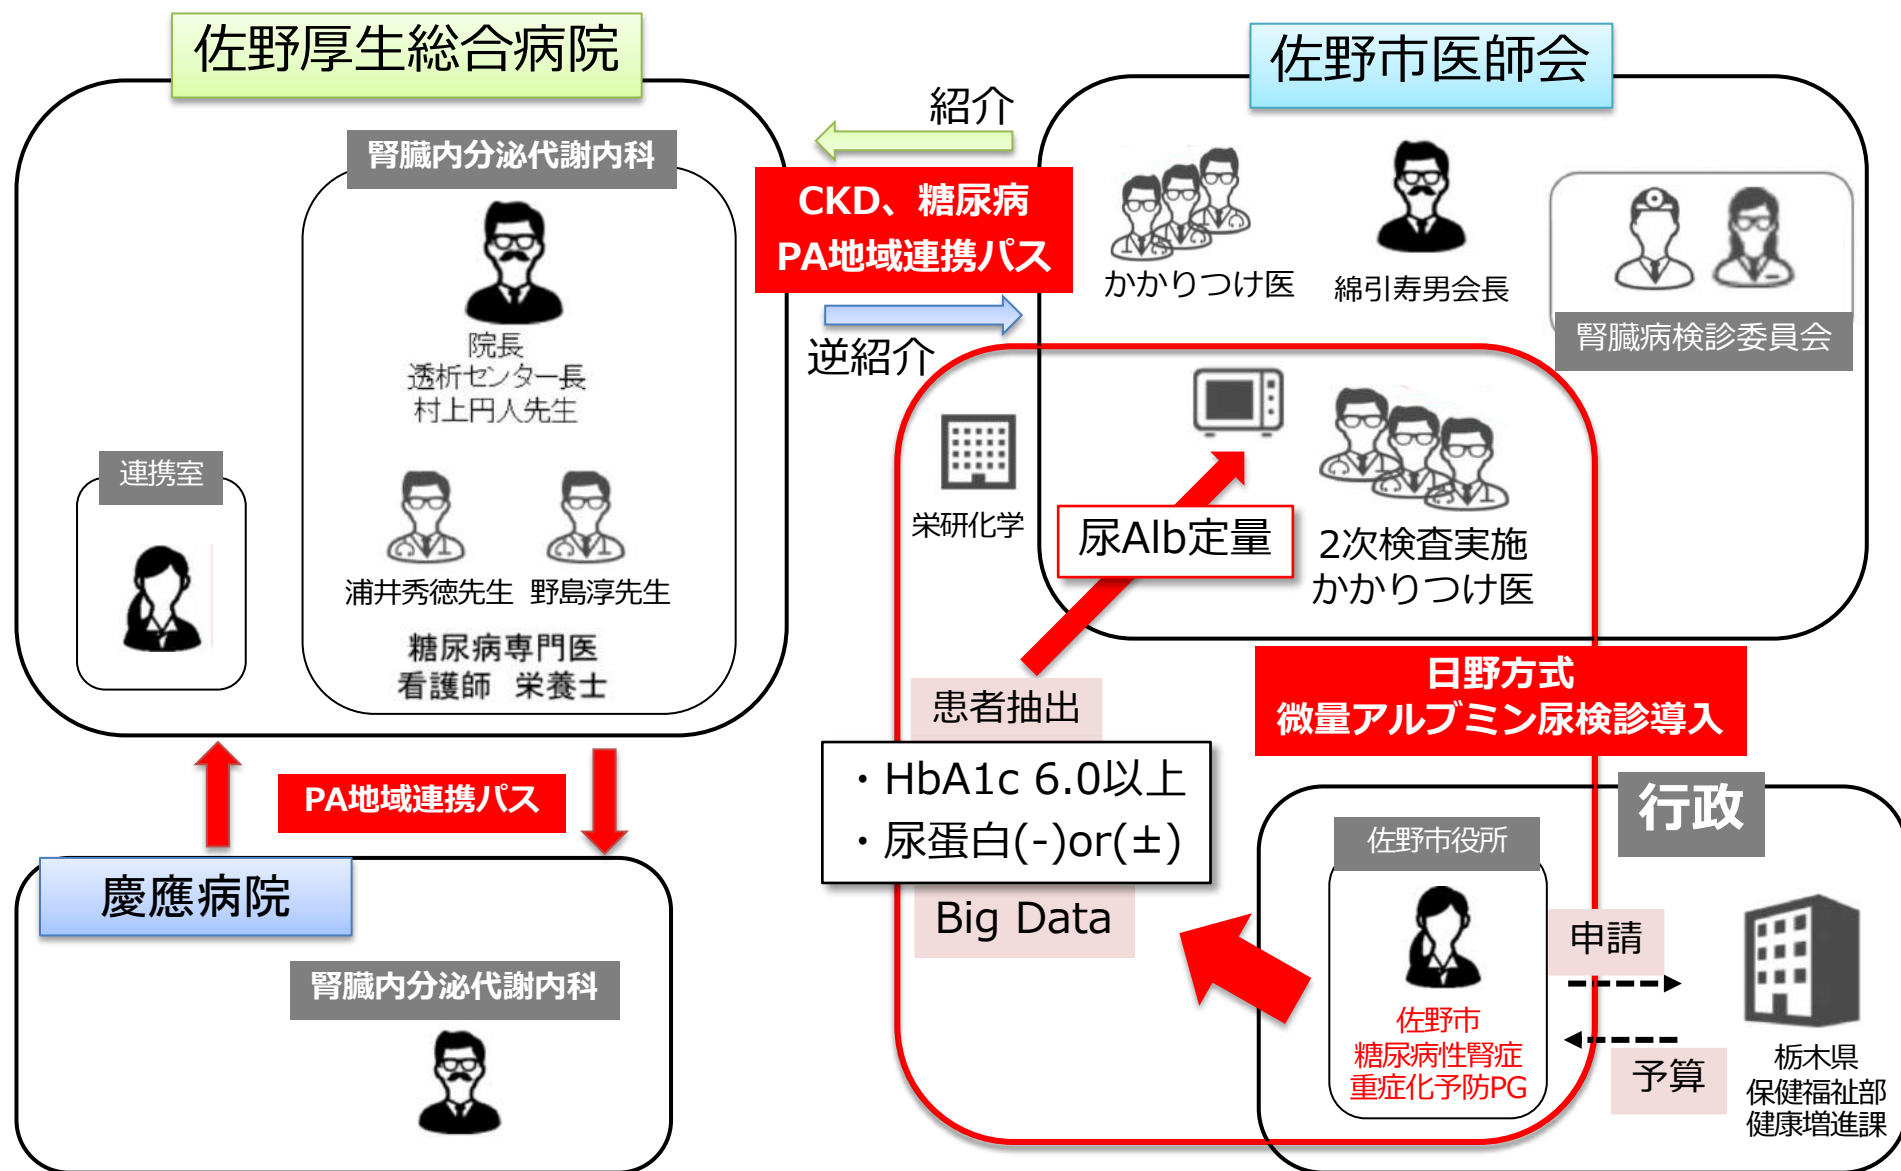 佐野厚生総合病院
佐野市医師会
紹介
腎臓内分泌代謝内科
CKD、糖尿病
PA地域連携パス
逆紹介
院長
透析センター長
村上円人先生
連携室
浦井秀徳先生
野島淳先生
糖尿病専門医
看護師 栄養士
かかりつけ医
綿引寿男会長
腎臓病検診委員会
栄研化学
尿Alb定量
2次検査実施
かかりつけ医
患者抽出
・HbA1c 6.0以上
・尿蛋白(-)or(±)
Big Data
日野方式
微量アルブミン尿検診導入
行政
佐野市役所
佐野市
糖尿病性腎症
重症化予防PG
申請
予算
栃木県
保健福祉部
健康増進課
PA地域連携パス
慶應病院
腎臓内分泌代謝内科